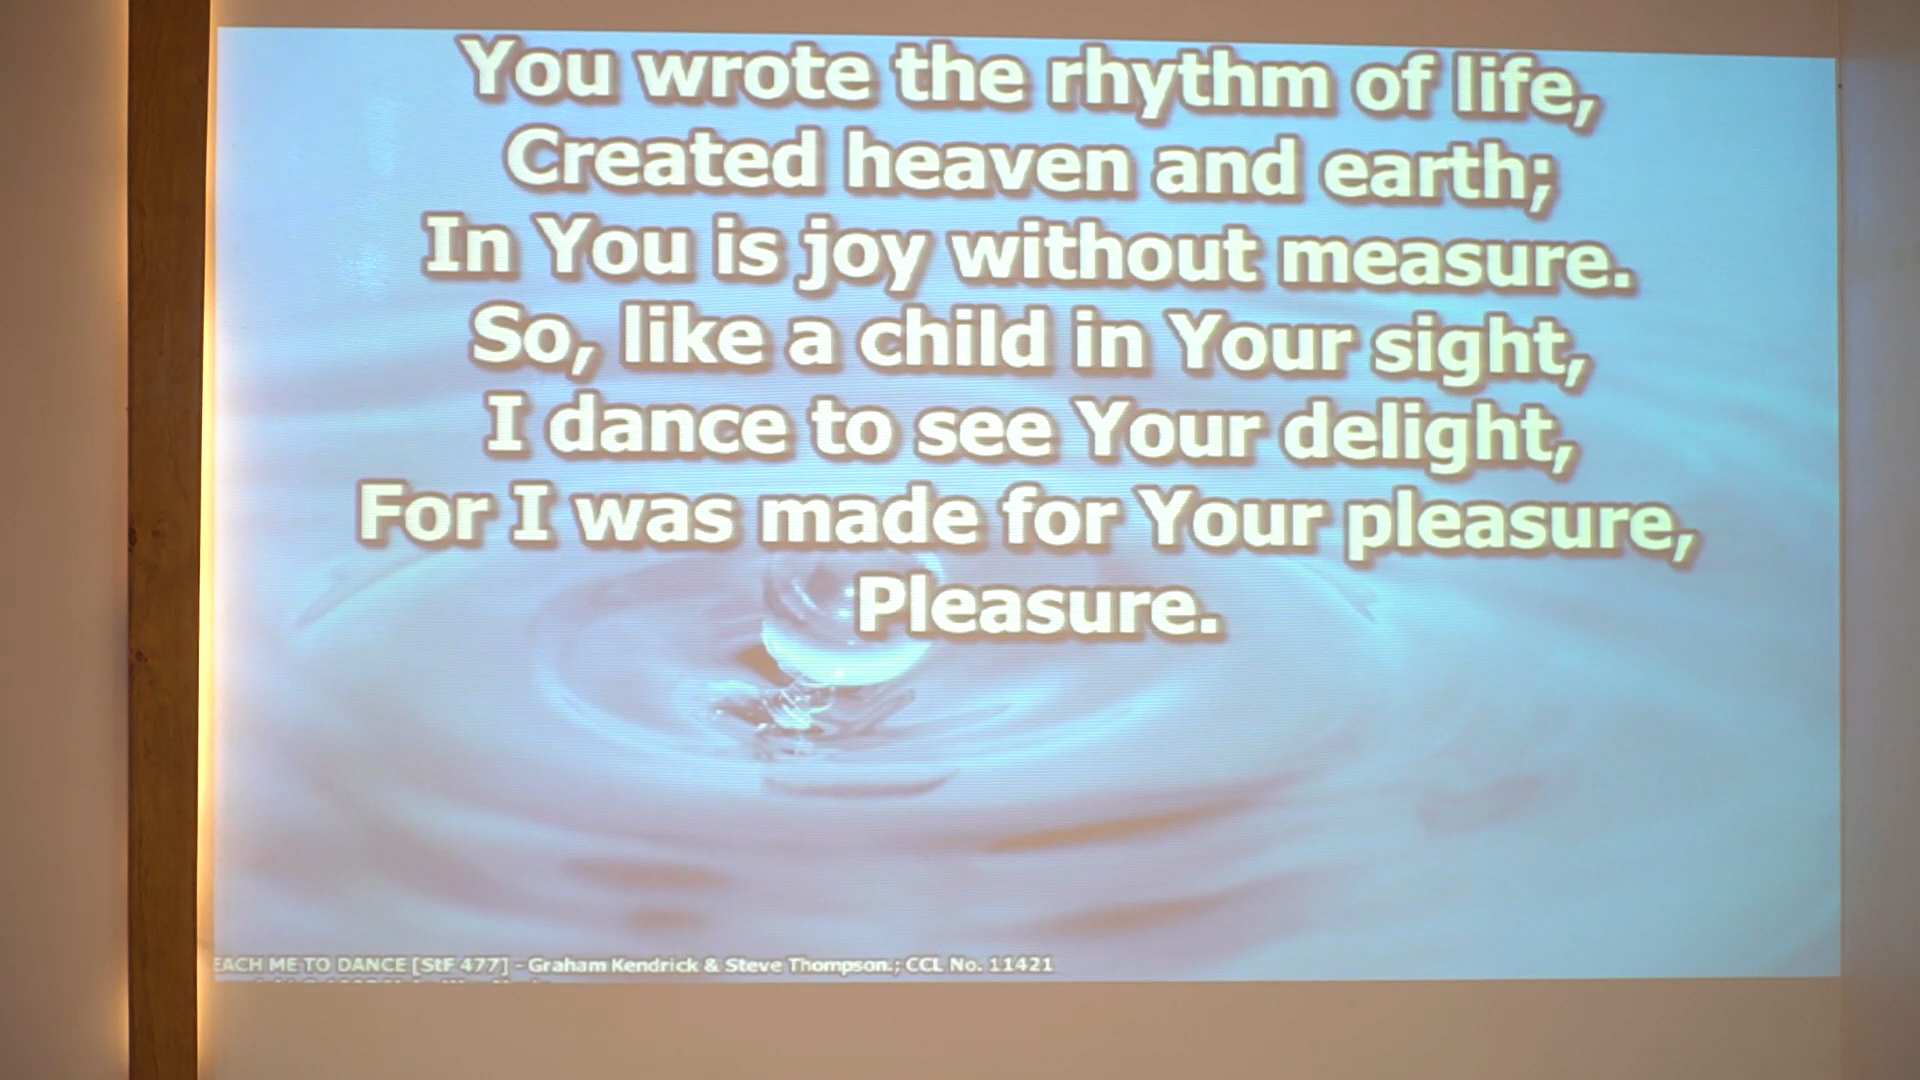 You wrote the rhythm of life,
Created heaven and earth;
In You is joy without measure.
So, like a child in Your sight,
I dance to see Your delight,
For I was made for Your pleasure,
Pleasure.
EACH ME TO DANCE [StF 477] - Graham Kendrick & Steve Thompson.; CCL No. 11421